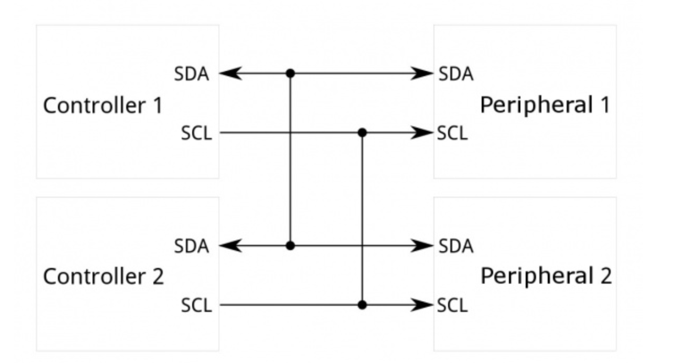 SDA
SDA
Controller 1
Peripheral 1
SCL
SCL
SDA
SDA
Controller 2
Peripheral 2
SCL
SCL